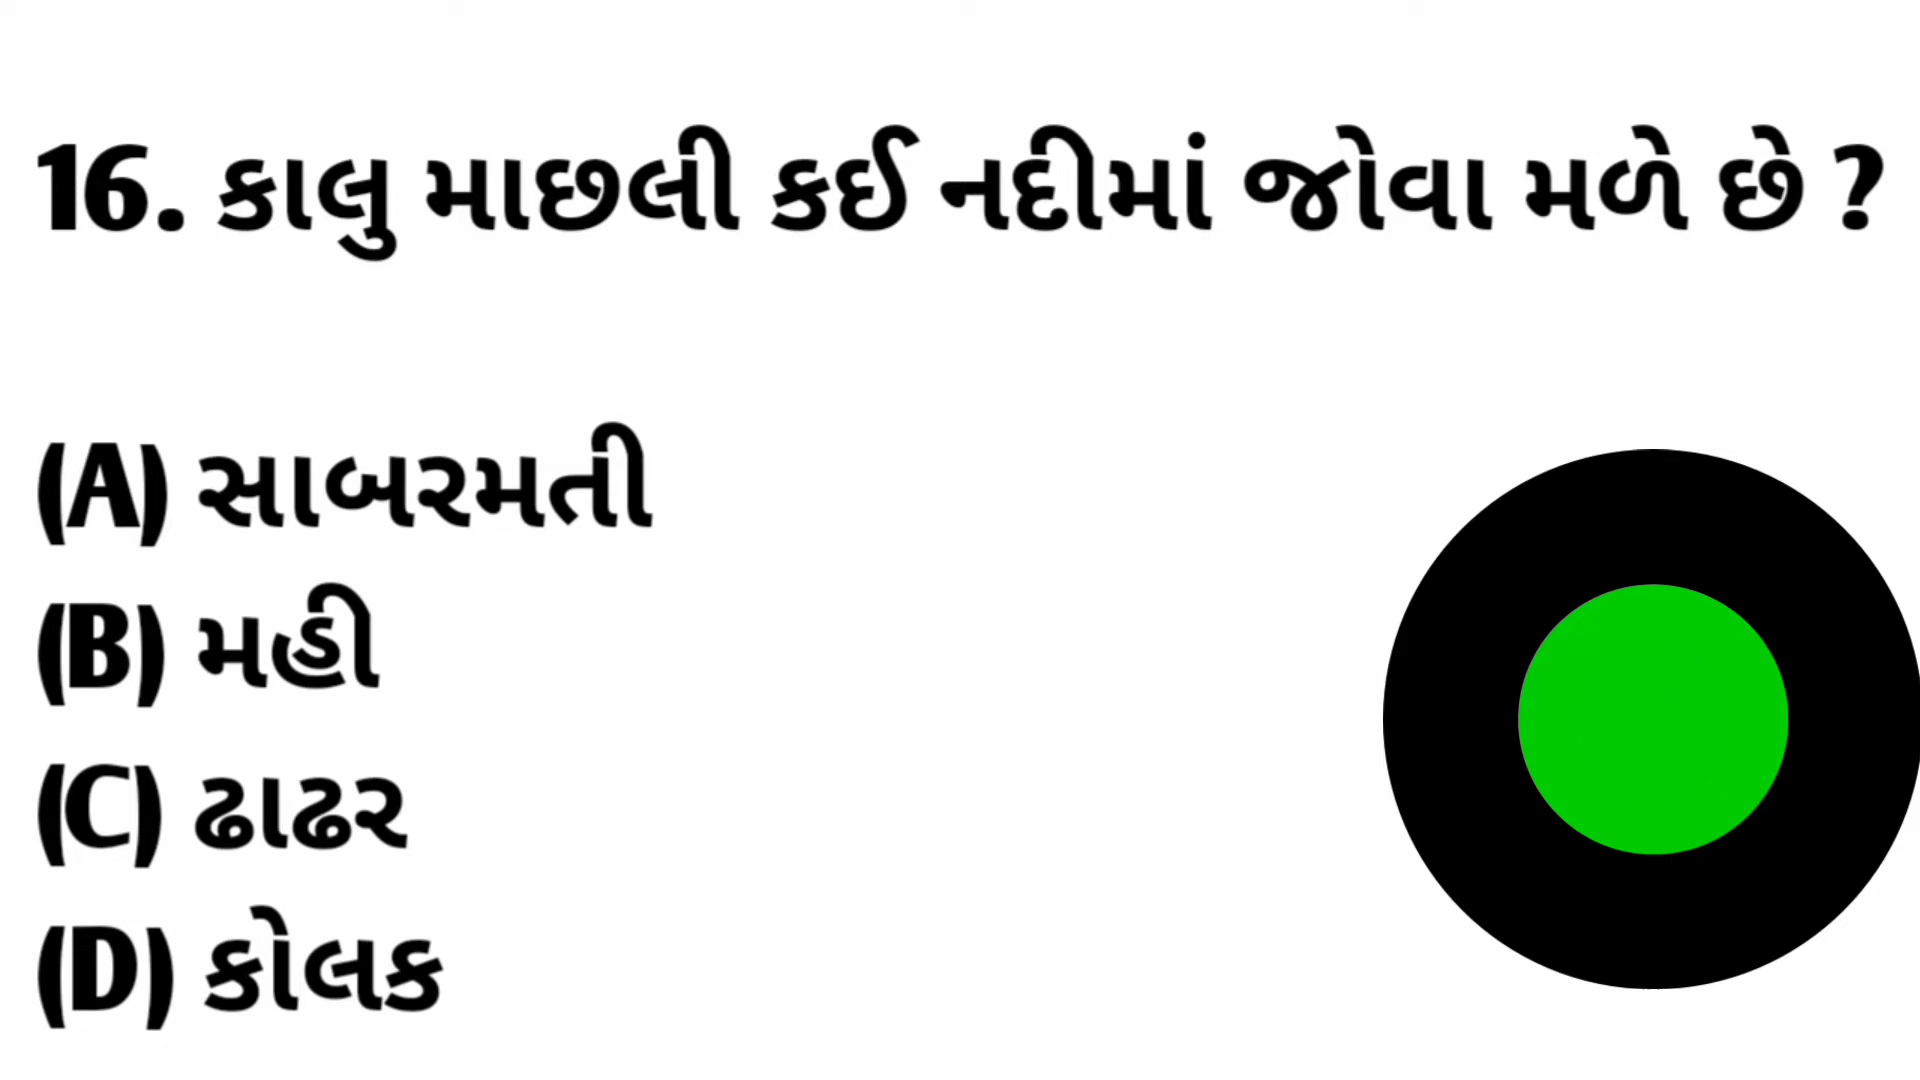 16. કાલુ માછલી કઈ નદીમાં જોવા મળે છે ?
(A) સાબરમતી
(B) મહી
(C) ઢાઢર
(D) કોલક